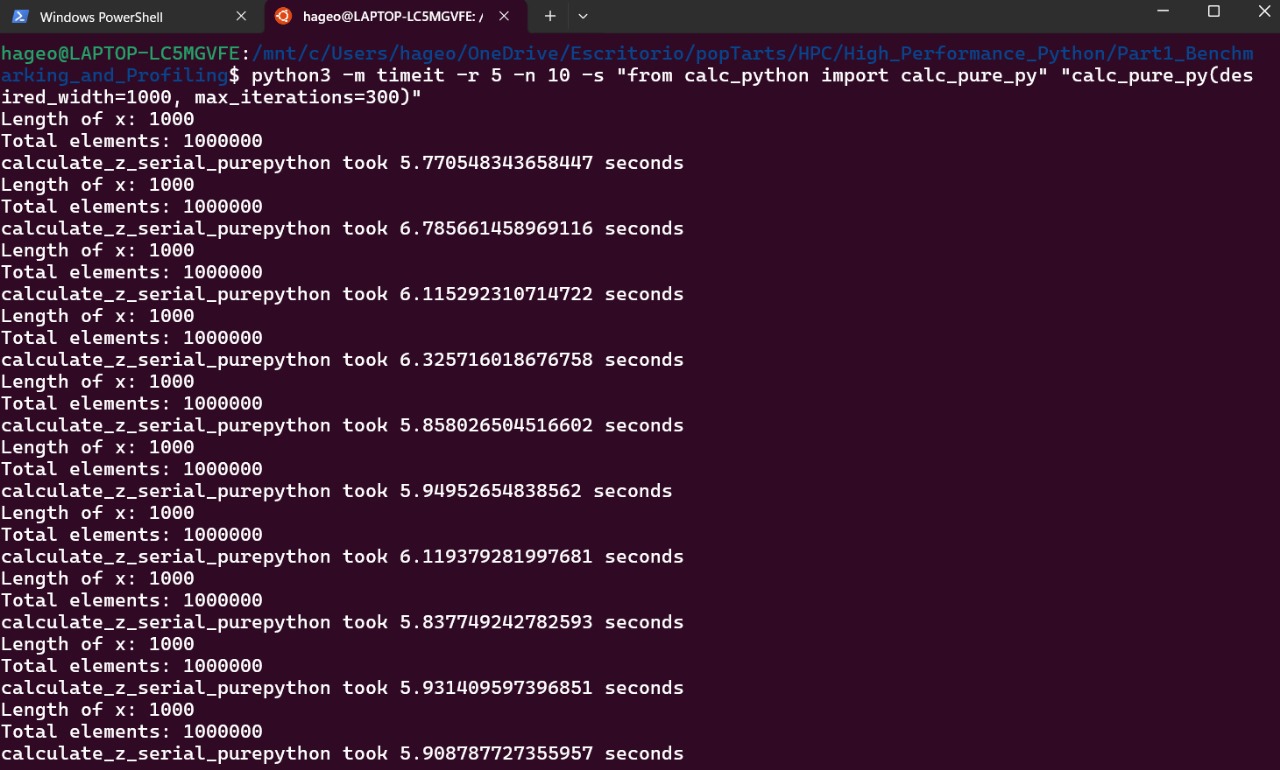 Windows PowerShell
hageo@LAPTOP-LC5MGVFE: /
hageo@LAPTOP-LC5MGVFE:/mnt/c/Users/hageo/OneDrive/Escritorio/popTarts/HPC/High_Performance_Python/Part1_Benchm
arking_and_Profiling$ python3 -m timeit -r 5 -n 10 -s "from calc_python import calc_pure_py" "calc_pure_py(des
ired_width=1000, max_iterations=300)"
Length of x: 1000
Total elements: 1000000
calculate_z_serial_purepython took 5.770548343658447 seconds
Length of x: 1000
Total elements: 1000000
calculate_z_serial_purepython took 6.785661458969116 seconds
Length of x: 1000
Total elements: 1000000
calculate_z_serial_purepython took 6.115292310714722 seconds
Length of x: 1000
Total elements: 1000000
calculate_z_serial_purepython took 6.325716018676758 seconds
Length of x: 1000
Total elements: 1000000
calculate_z_serial_purepython took 5.858026504516602 seconds
Length of x: 1000
Total elements: 1000000
calculate_z_serial_purepython took 5.94952654838562 seconds
Length of x: 1000
Total elements: 1000000
calculate_z_serial_purepython took 6.119379281997681 seconds
Length of x: 1000
Total elements: 1000000
calculate_z_serial_purepython took 5.837749242782593 seconds
Length of x: 1000
Total elements: 1000000
calculate_z_serial_purepython took 5.931409597396851 seconds
Length of x: 1000
Total elements: 1000000
calculate_z_serial_purepython took 5.908787727355957 seconds